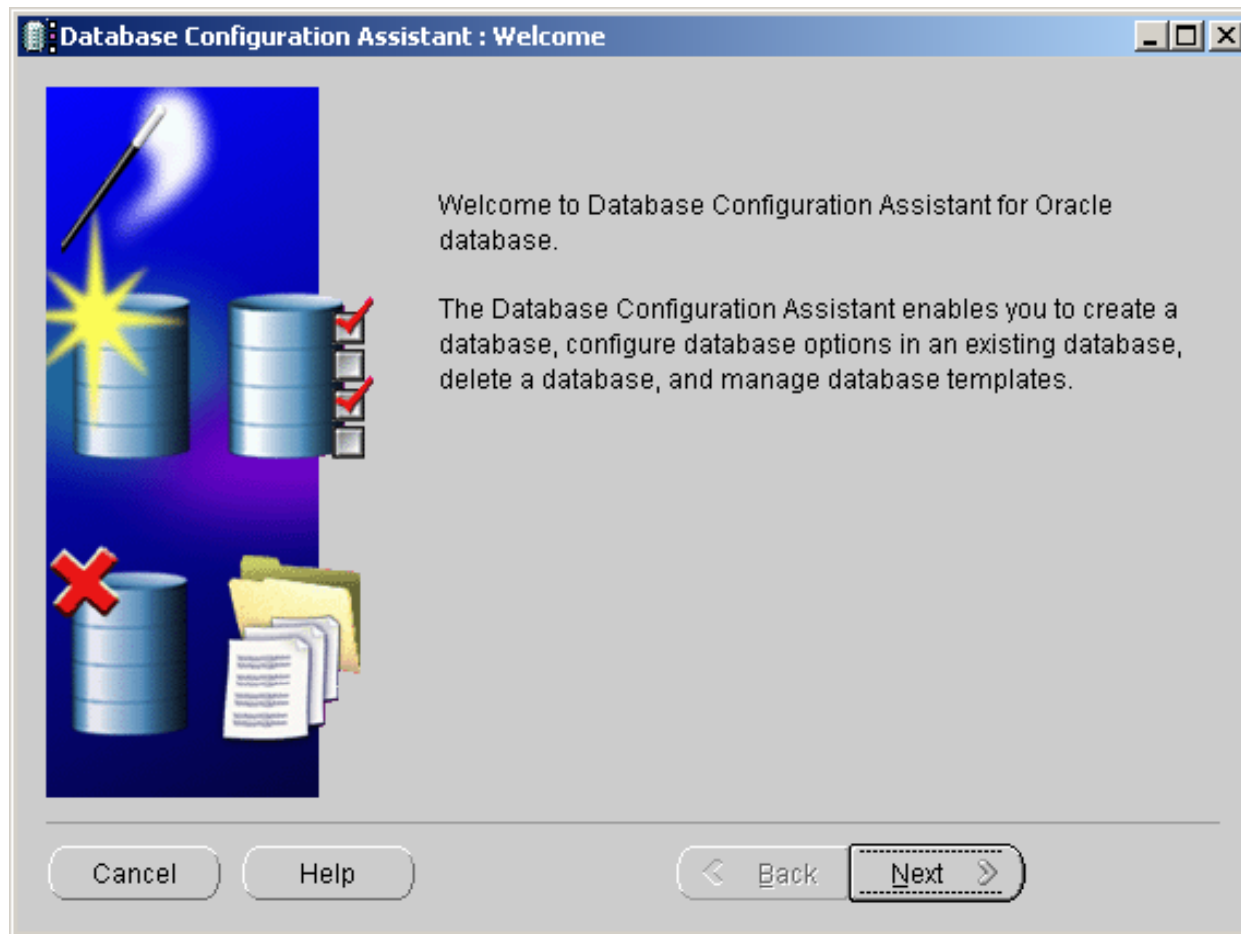 Database Configuration Assistant : Welcome
Welcome to Database Configuration Assistant for Oracle
database.
The Database Configuration Assistant enables you to create a
database, configure database options in an existing database,
delete a database, and manage database templates.
Cancel
Help
Back
Next